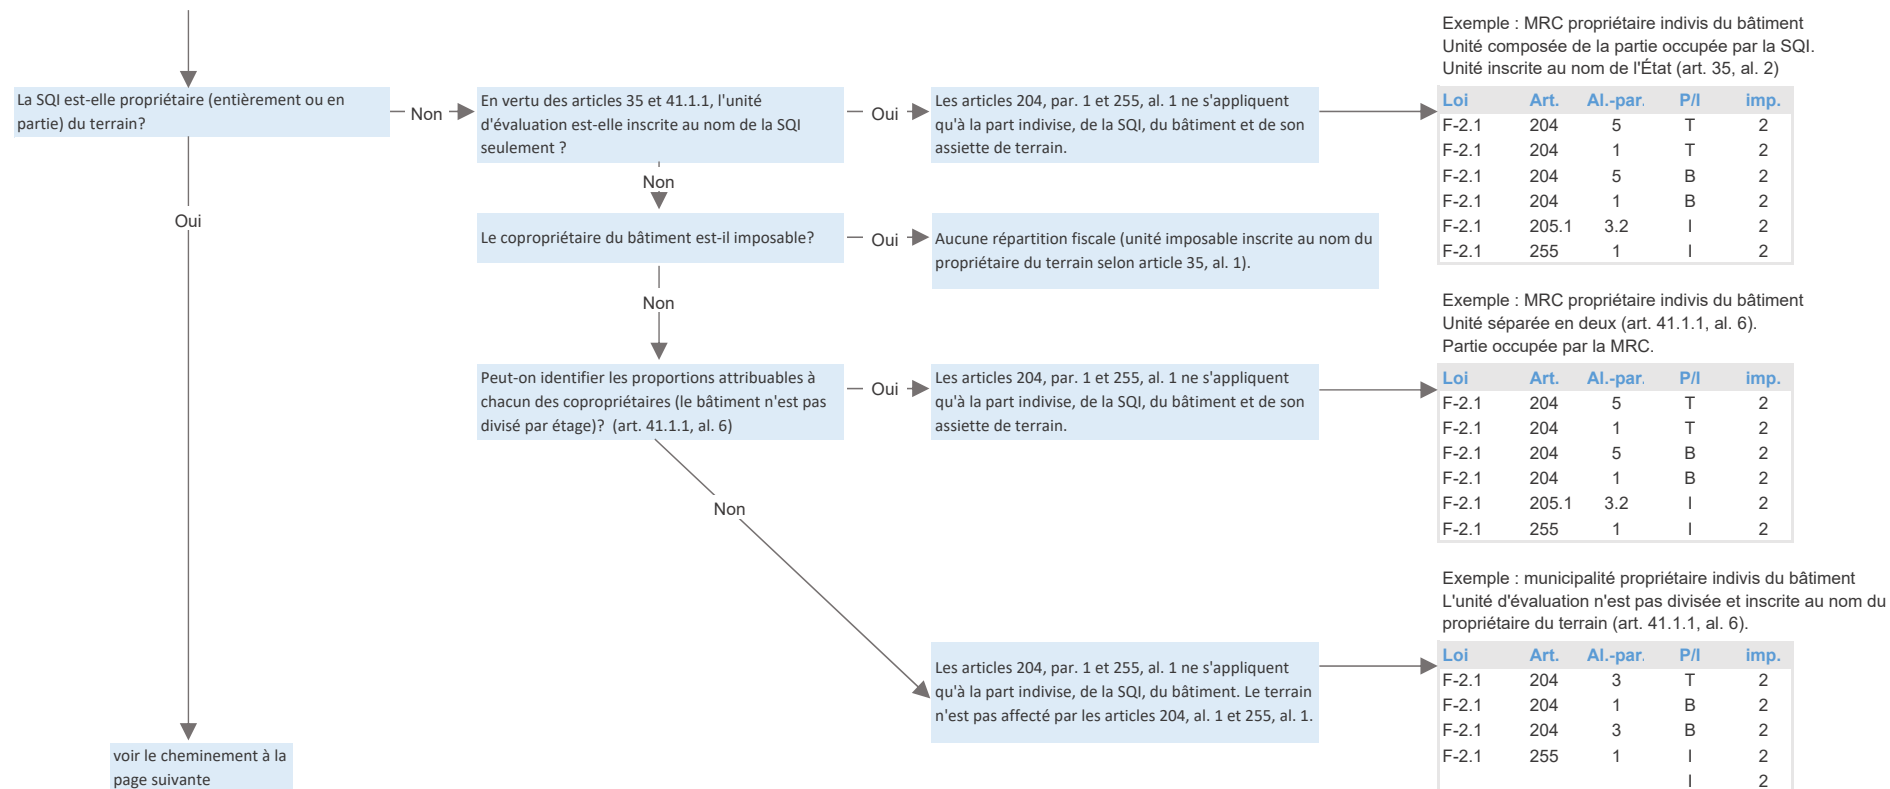 La SQI est-elle propriétaire (entièrement ou en
partie) du terrain?
Non
En vertu des articles 35 et 41.1.1, l'unité
d'évaluation est-elle inscrite au nom de la SQI
seulement ?
Oui
Les articles 204, par. 1 et 255, al. 1 ne s'appliquent
qu'à la part indivise, de la SQI, du bâtiment et de son
assiette de terrain.
Exemple : MRC propriétaire indivis du bâtiment
Unité composée de la partie occupée par la SQI.
Unité inscrite au nom de l'État (art. 35, al. 2)
Loi Art. Al.-par. P/I imp.
F-2.1 204 5 T 2
F-2.1 204 1 T 2
F-2.1 204 5 B 2
F-2.1 204 1 B 2
F-2.1 205.1 3.2 I 2
F-2.1 255 1 I 2
Non
Oui
Le copropriétaire du bâtiment est-il imposable?
Oui
Aucune répartition fiscale (unité imposable inscrite au nom du
propriétaire du terrain selon article 35, al. 1).
Non
Peut-on identifier les proportions attribuables à
chacun des copropriétaires (le bâtiment n'est pas
divisé par étage)? (art. 41.1.1, al. 6)
Oui
Les articles 204, par. 1 et 255, al. 1 ne s'appliquent
qu'à la part indivise, de la SQI, du bâtiment et de son
assiette de terrain.
Exemple : MRC propriétaire indivis du bâtiment
Unité séparée en deux (art. 41.1.1, al. 6).
Partie occupée par la MRC.
Loi Art. Al.-par. P/I imp.
F-2.1 204 5 T 2
F-2.1 204 1 T 2
F-2.1 204 5 B 2
F-2.1 204 1 B 2
F-2.1 205.1 3.2 I 2
F-2.1 255 1 I 2
Non
Les articles 204, par. 1 et 255, al. 1 ne s'appliquent
qu'à la part indivise, de la SQI, du bâtiment. Le terrain
n'est pas affecté par les articles 204, al. 1 et 255, al. 1.
Exemple : municipalité propriétaire indivis du bâtiment
L'unité d'évaluation n'est pas divisée et inscrite au nom du
propriétaire du terrain (art. 41.1.1, al. 6).
Loi Art. Al.-par. P/I imp.
F-2.1 204 3 T 2
F-2.1 204 1 B 2
F-2.1 204 3 B 2
F-2.1 255 1 I 2
I 2
voir le cheminement à la
page suivante